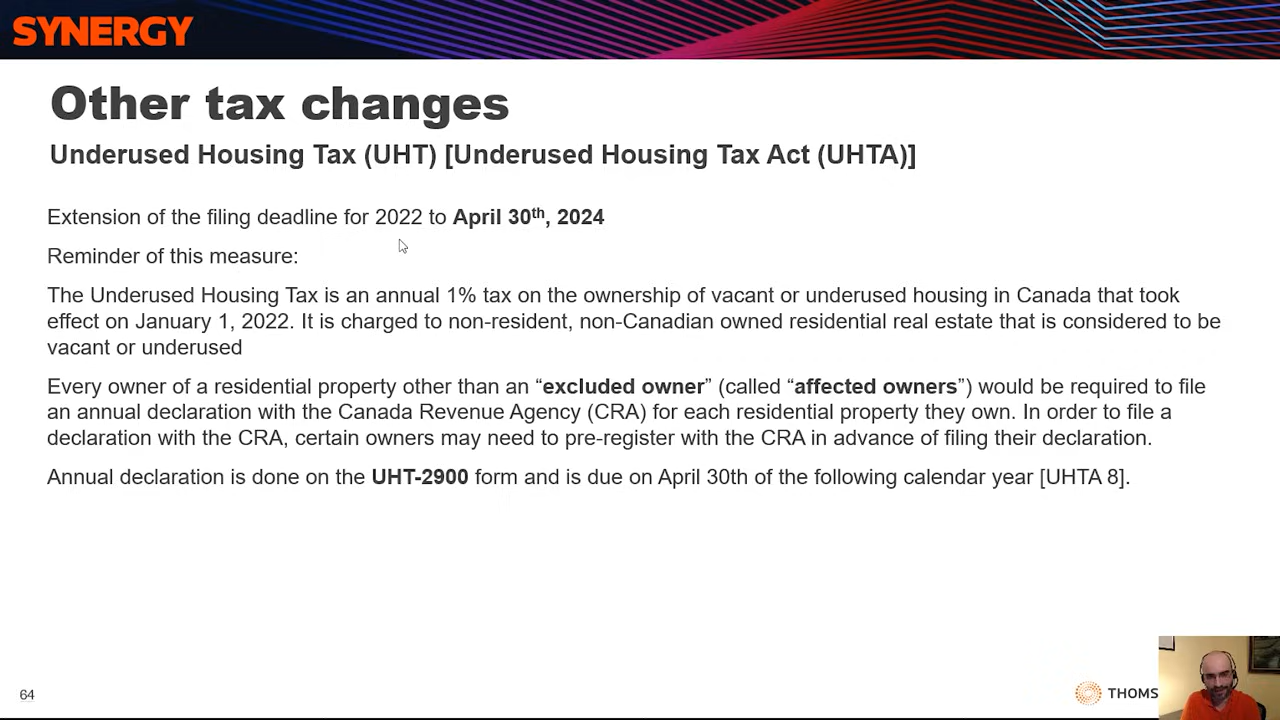 SYNERGY
Other tax changes
Underused Housing Tax (UHT) [Underused Housing Tax Act (UHTA)]
Extension of the filing deadline for 2022 to April 30th, 2024
Reminder of this measure:
The Underused Housing Tax is an annual 1% tax on the ownership of vacant or underused housing in Canada that took
effect on January 1, 2022. It is charged to non-resident, non-Canadian owned residential real estate that is considered to be
vacant or underused
Every owner of a residential property other than an “excluded owner” (called “affected owners”) would be required to file
an annual declaration with the Canada Revenue Agency (CRA) for each residential property they own. In order to file a
declaration with the CRA, certain owners may need to pre-register with the CRA in advance of filing their declaration.
Annual declaration is done on the UHT-2900 form and is due on April 30th of the following calendar year [UHTA 8].
64
THOMS